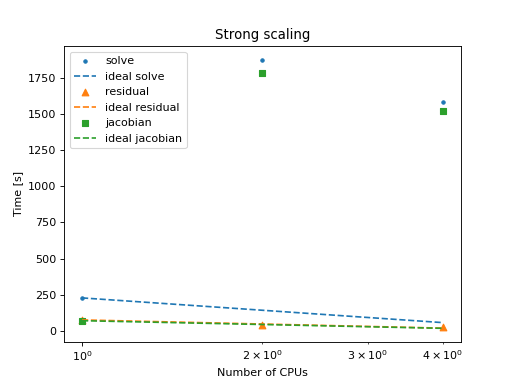 Strong scaling
solve
ideal solve
residual
ideal residual
jacobian
ideal jacobian
Time [s]
1750
1500
1250
1000
750
500
250
0
10⁰
2 × 10⁰
3 × 10⁰
4 × 10⁰
Number of CPUs